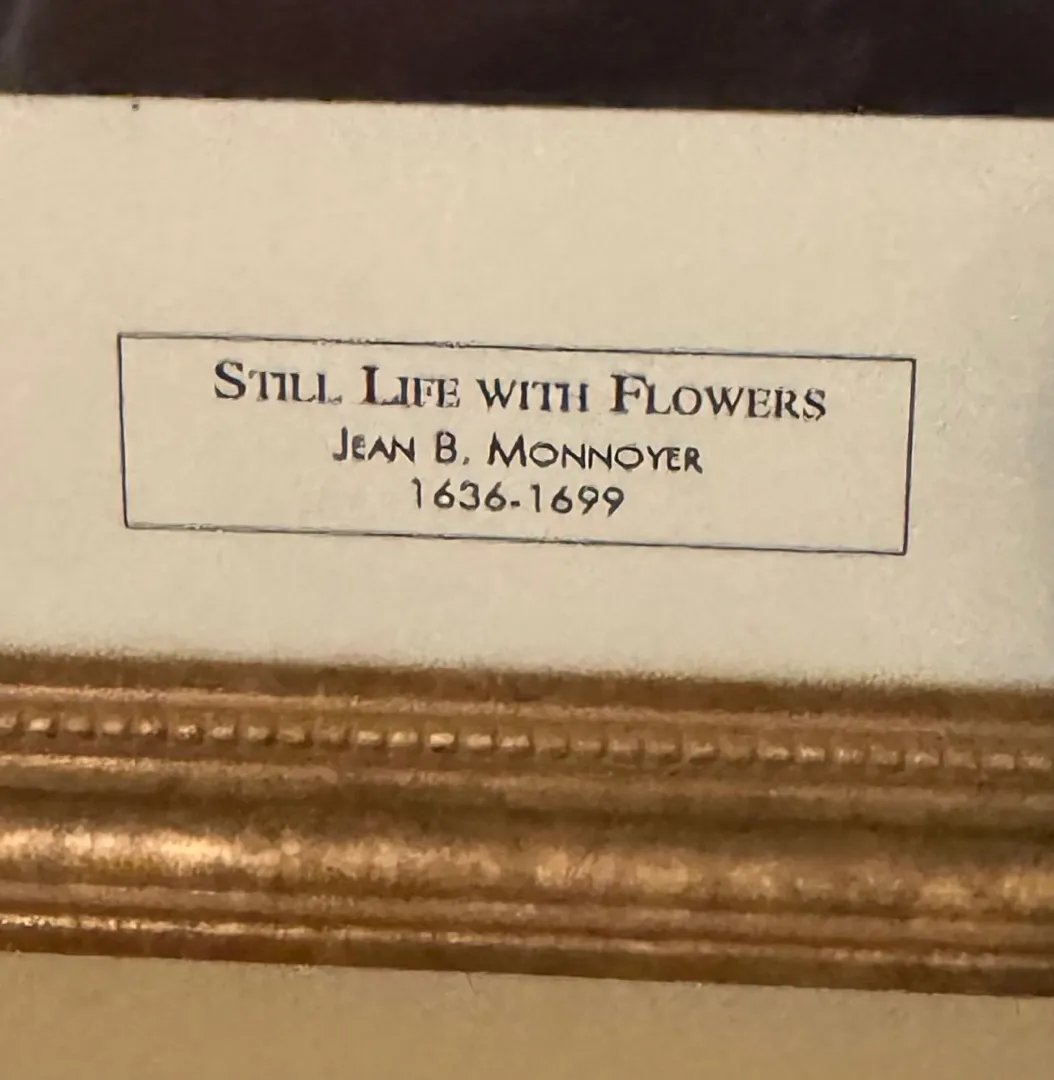 STILL LIFE WITH FLOWERS
JEAN B. MONNOYER
1636-1699